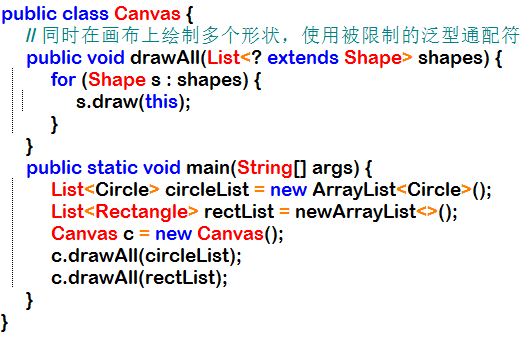 public class Canvas {
// 同时在画布上绘制多个形状，使用被限制的泛型通配符
public void drawAll(List<? extends Shape> shapes) {
for (Shape s : shapes) {
s.draw(this);
}
}
public static void main(String[] args) {
List<Circle> circleList = new ArrayList<Circle>();
List<Rectangle> rectList = newArrayList<>();
Canvas c = new Canvas();
c.drawAll(circleList);
c.drawAll(rectList);
}
}